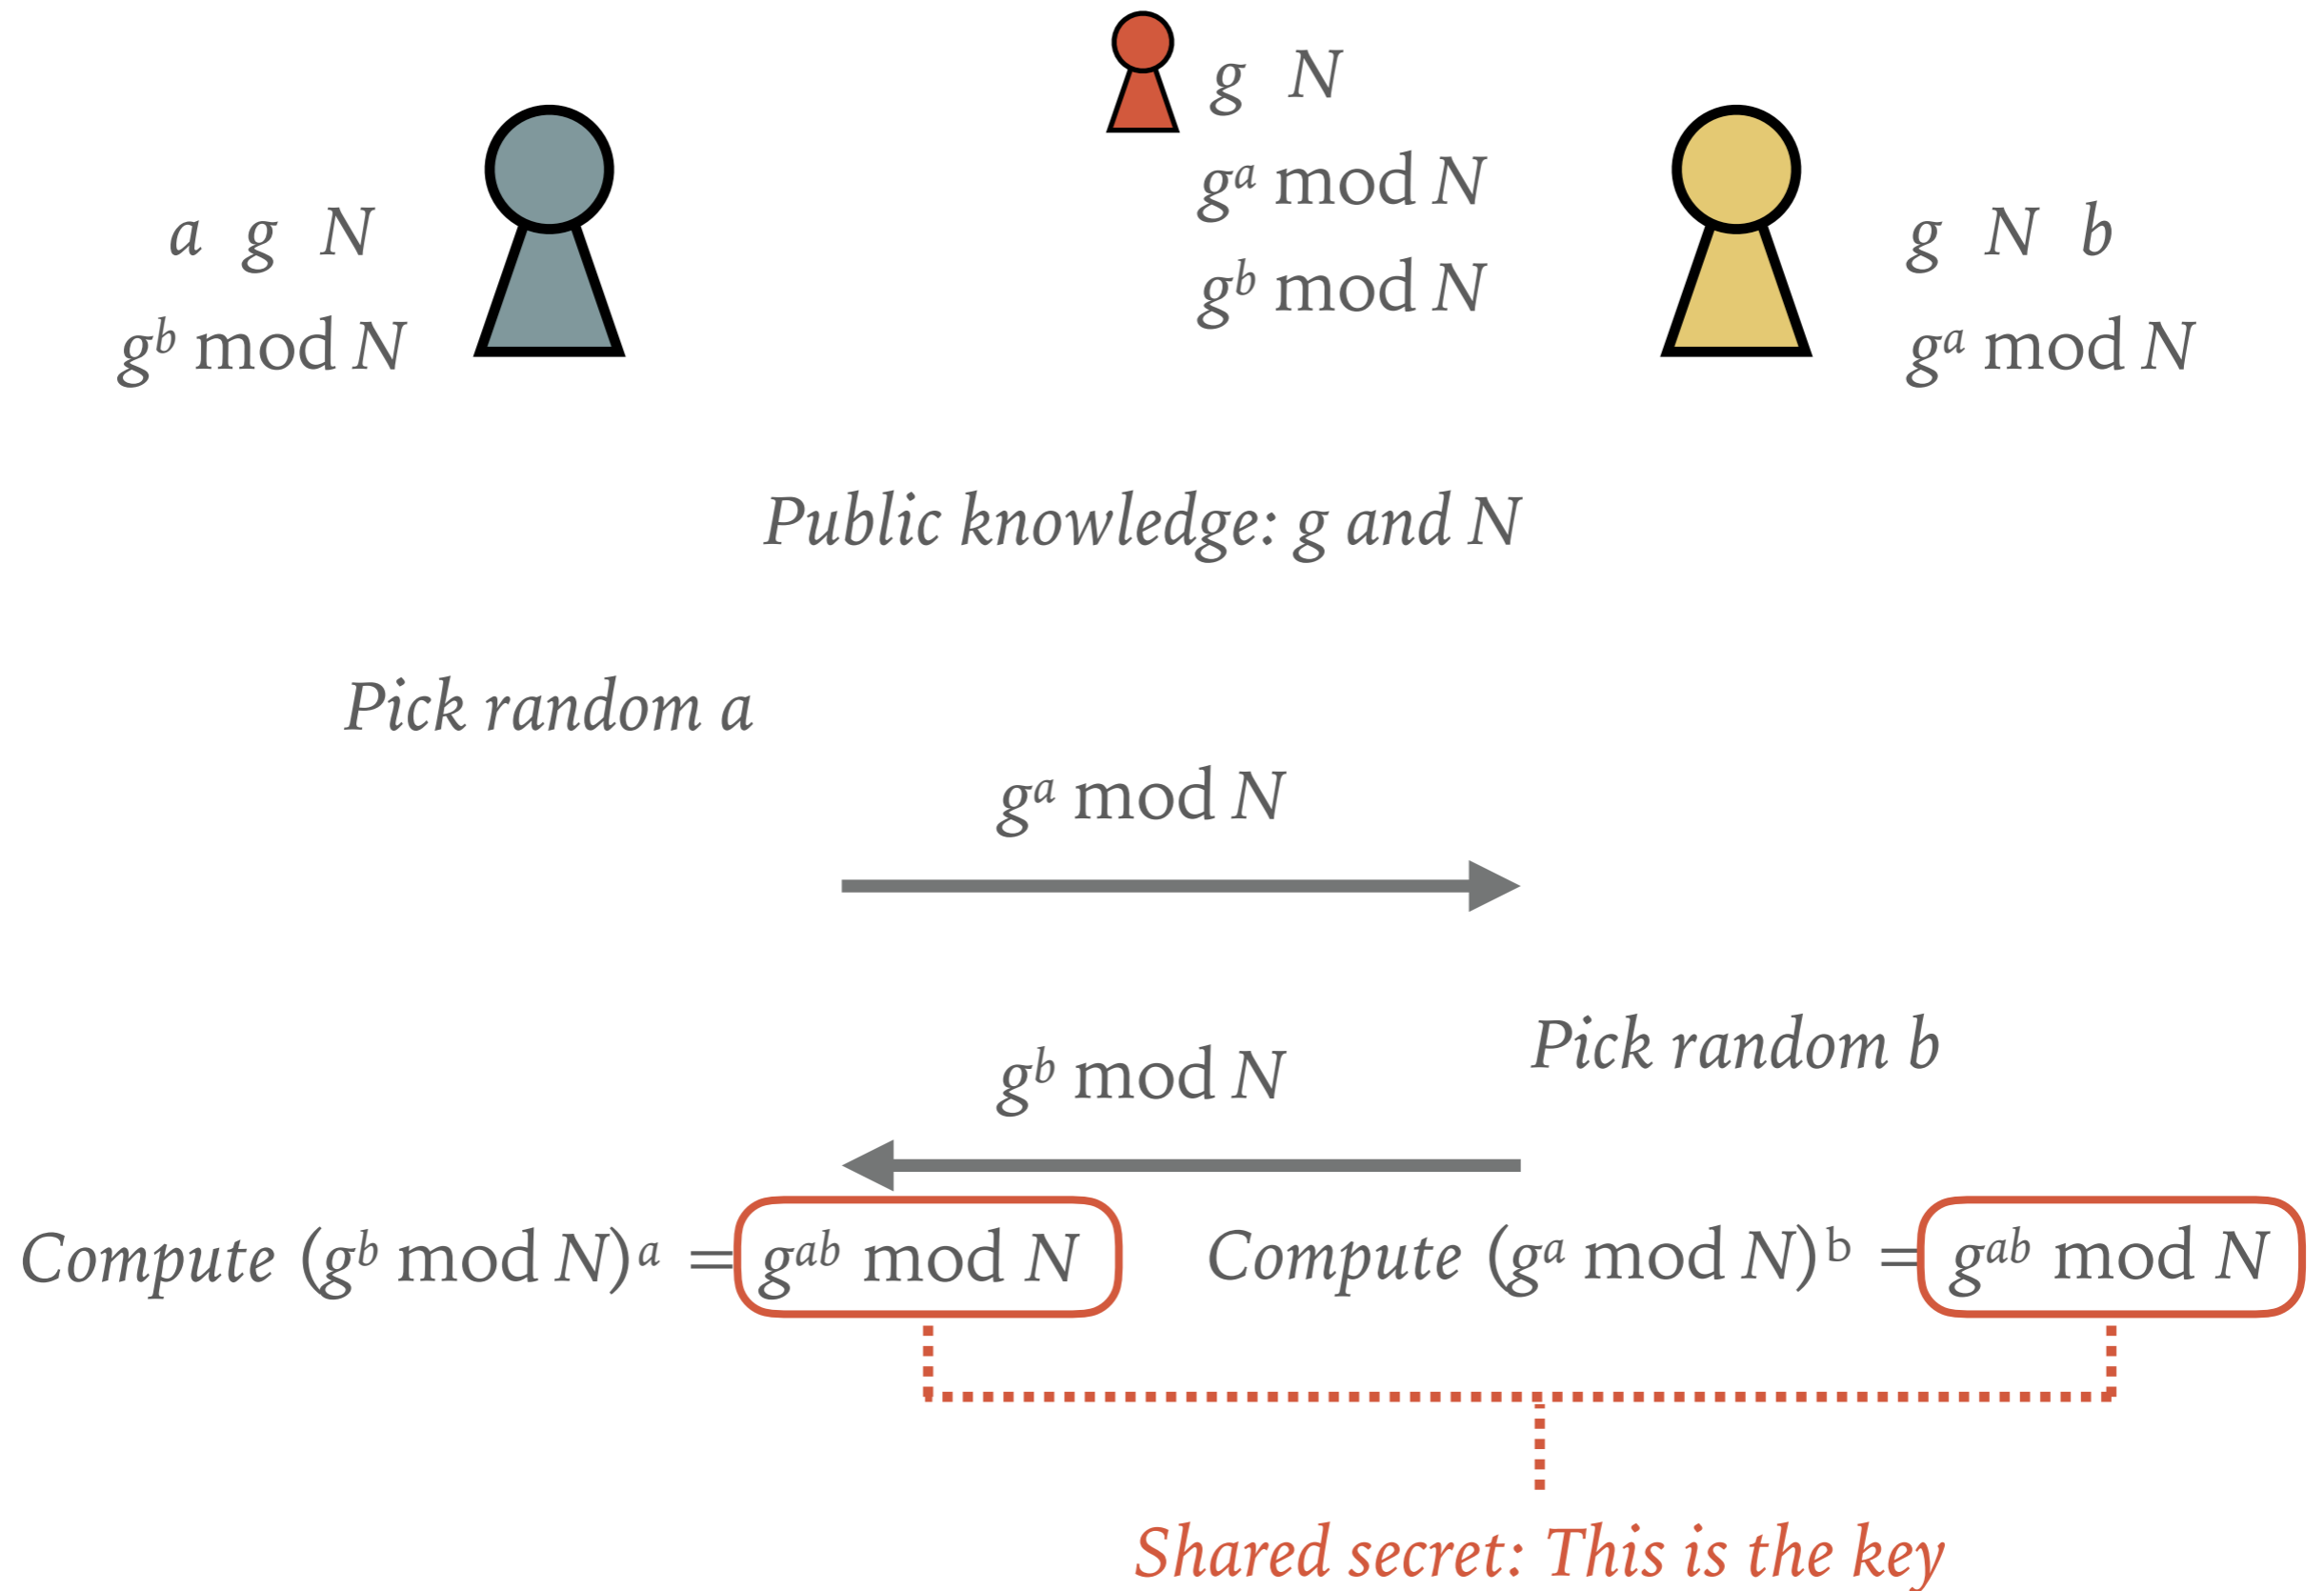 g N
gᵃ mod N
gᵇ mod N
a g N
gᵇ mod N
g N b
gᵃ mod N
Public knowledge: g and N
Pick random a
gᵃ mod N
Pick random b
gᵇ mod N
Compute (gᵇ mod N)ᵃ = gᵃᵇ mod N
Compute (gᵃ mod N)ᵇ = gᵃᵇ mod N
Shared secret: This is the key